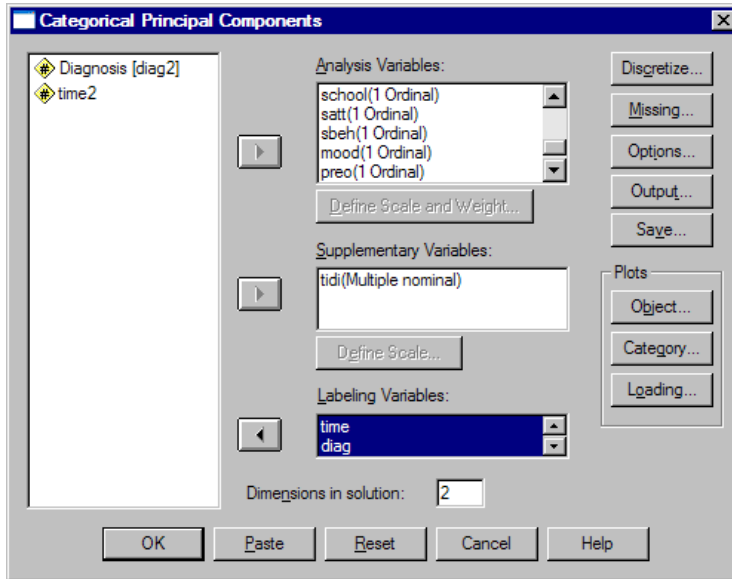 Categorical Principal Components
Diagnosis [diag2]
time2
Analysis Variables:
school(1 Ordinal)
satt(1 Ordinal)
sbeh(1 Ordinal)
mood(1 Ordinal)
preo(1 Ordinal)
Define Scale and Weight...
Supplementary Variables:
tidi(Multiple nominal)
Define Scale...
Labeling Variables:
time
diag
Dimensions in solution: 2
Discretize...
Missing...
Options...
Output...
Save...
Plots
Object...
Category...
Loading...
OK Paste Reset Cancel Help